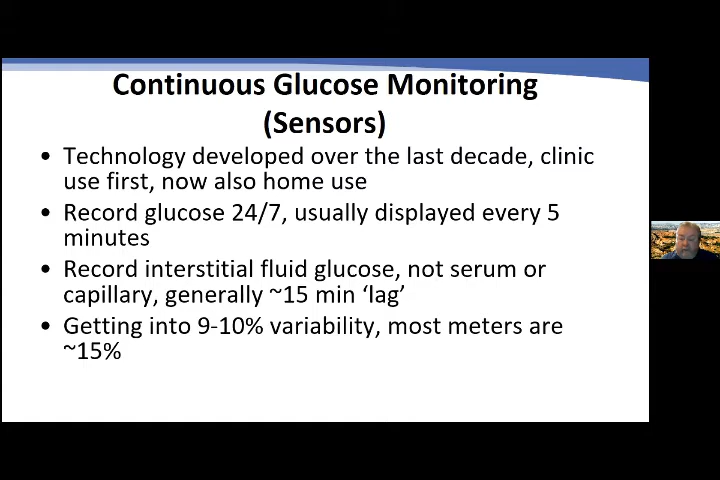 Continuous Glucose Monitoring
(Sensors)
• Technology developed over the last decade, clinic
use first, now also home use
• Record glucose 24/7, usually displayed every 5
minutes
• Record interstitial fluid glucose, not serum or
capillary, generally ~15 min ‘lag’
• Getting into 9-10% variability, most meters are
~15%